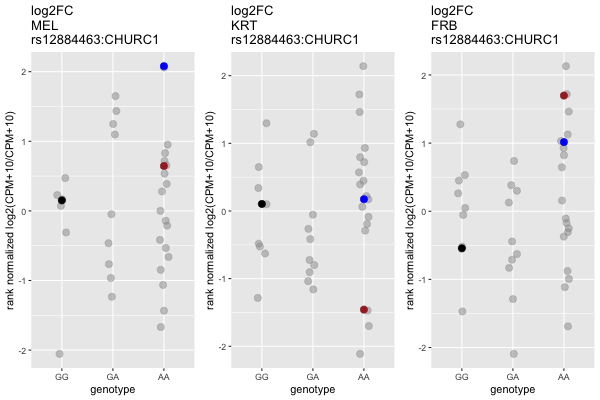 log2FC
MEL
rs12884463:CHURC1
rank normalized log2(CPM+10/CPM+10)
2
1
0
-1
-2
GG
GA
AA
genotype
log2FC
KRT
rs12884463:CHURC1
rank normalized log2(CPM+10/CPM+10)
2
1
0
-1
-2
GG
GA
AA
genotype
log2FC
FRB
rs12884463:CHURC1
rank normalized log2(CPM+10/CPM+10)
2
1
0
-1
-2
GG
GA
AA
genotype